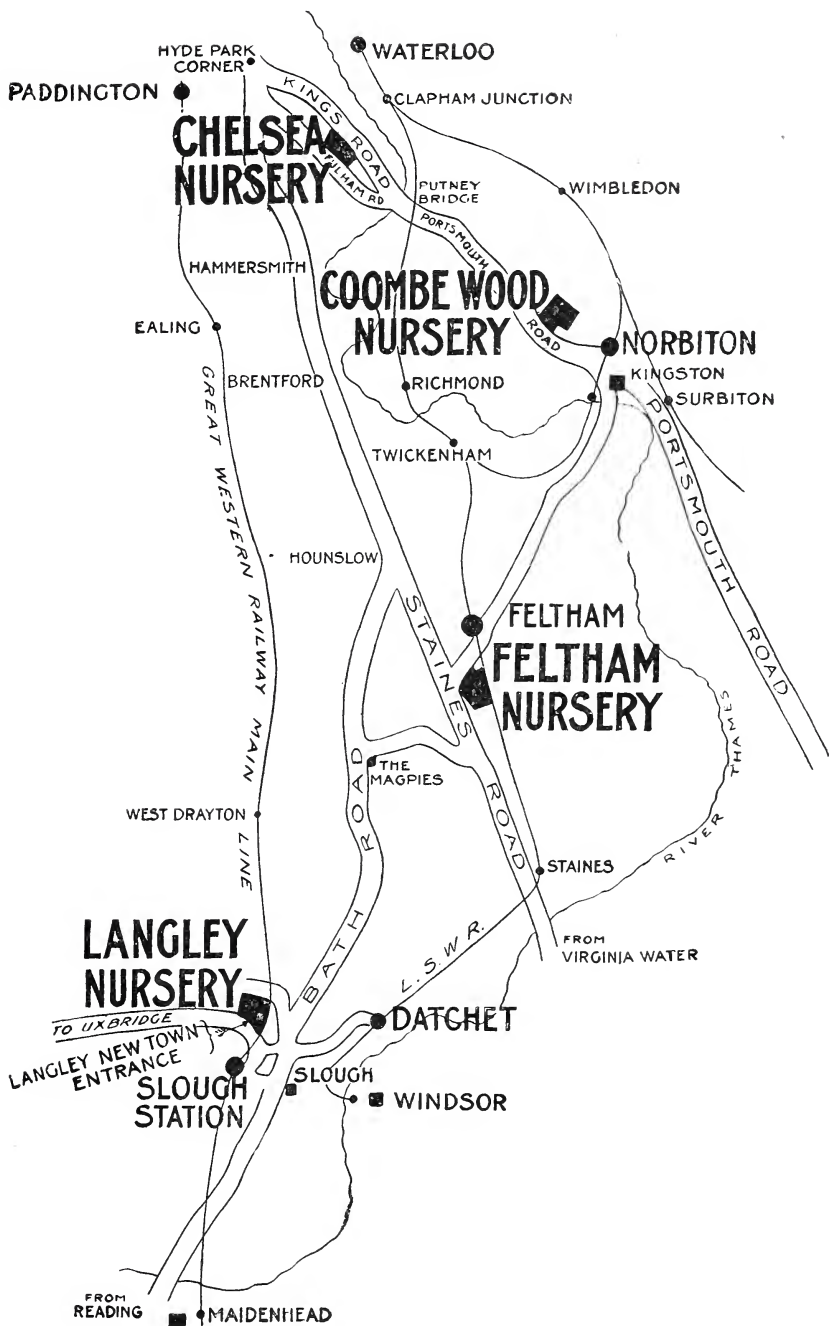 HYDE PARK
CORNER
WATERLOO
PADDINGTON
KINGS ROAD
CLAPHAM JUNCTION
CHELSEA
NURSERY
FULHAM RD
PUTNEY
BRIDGE
WIMBLEDON
PORTSMOUTH
ROAD
HAMMERSMITH
COOMBE WOOD
NURSERY
EALING
NORBITON
KINGSTON
BRENTFORD
RICHMOND
SURBITON
GREAT WESTERN RAILWAY MAIN LINE
TWICKENHAM
PORTSMOUTH ROAD
HOUNSLOW
STAINES ROAD
FELTHAM
FELTHAM
NURSERY
THE
MAGPIES
RIVER THAMES
WEST DRAYTON
BATH ROAD
STAINES
LANGLEY
NURSERY
L.S.W.R.
FROM
VIRGINIA WATER
TO UXBRIDGE
DATCHET
LANGLEY NEW TOWN
ENTRANCE
SLOUGH
STATION
SLOUGH
WINDSOR
FROM
READING
MAIDENHEAD